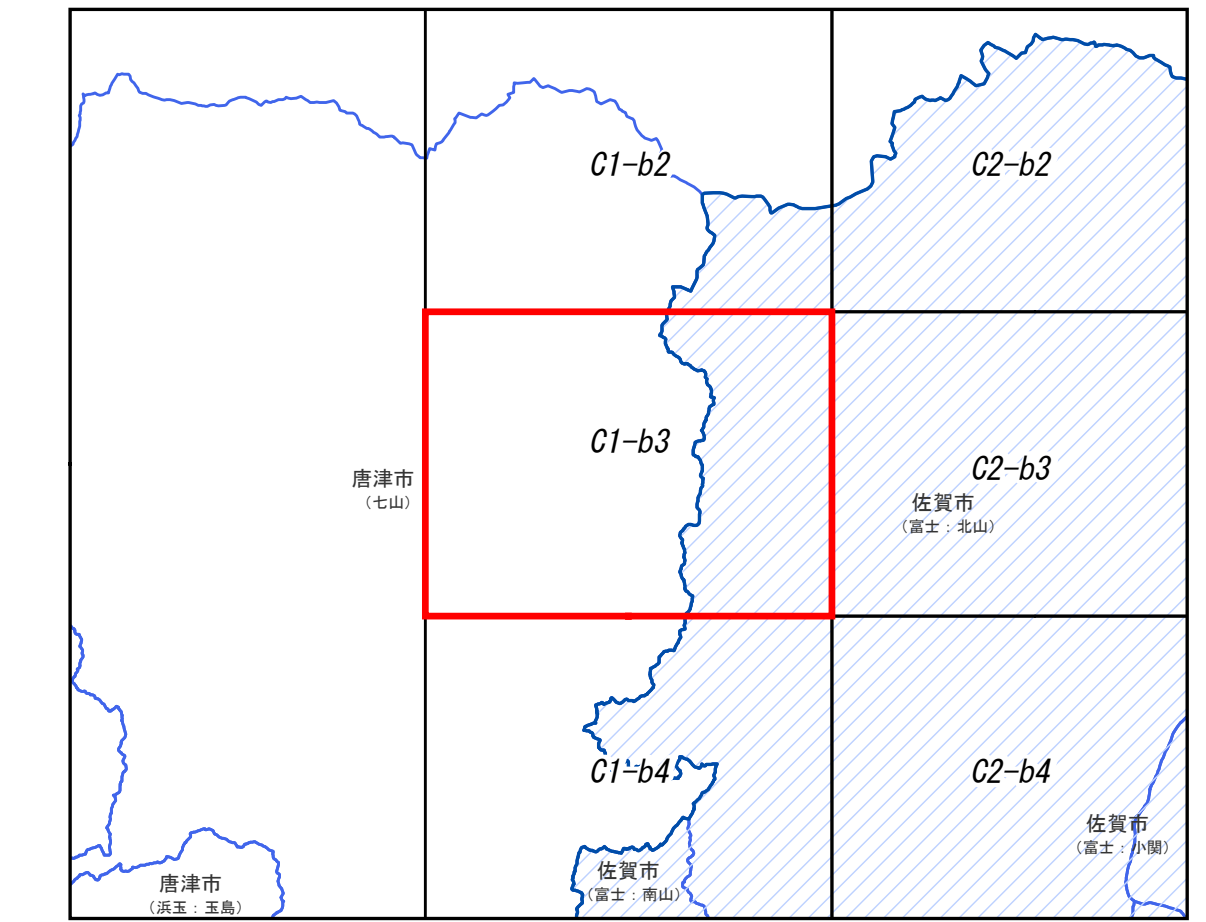 C1-b2
C2-b2
C1-b3
C2-b3
唐津市
（七山）
佐賀市
（富士：北山）
C1-b4
C2-b4
佐賀市
（富士：小関）
佐賀市
（富士：南山）
唐津市
（浜玉：玉島）